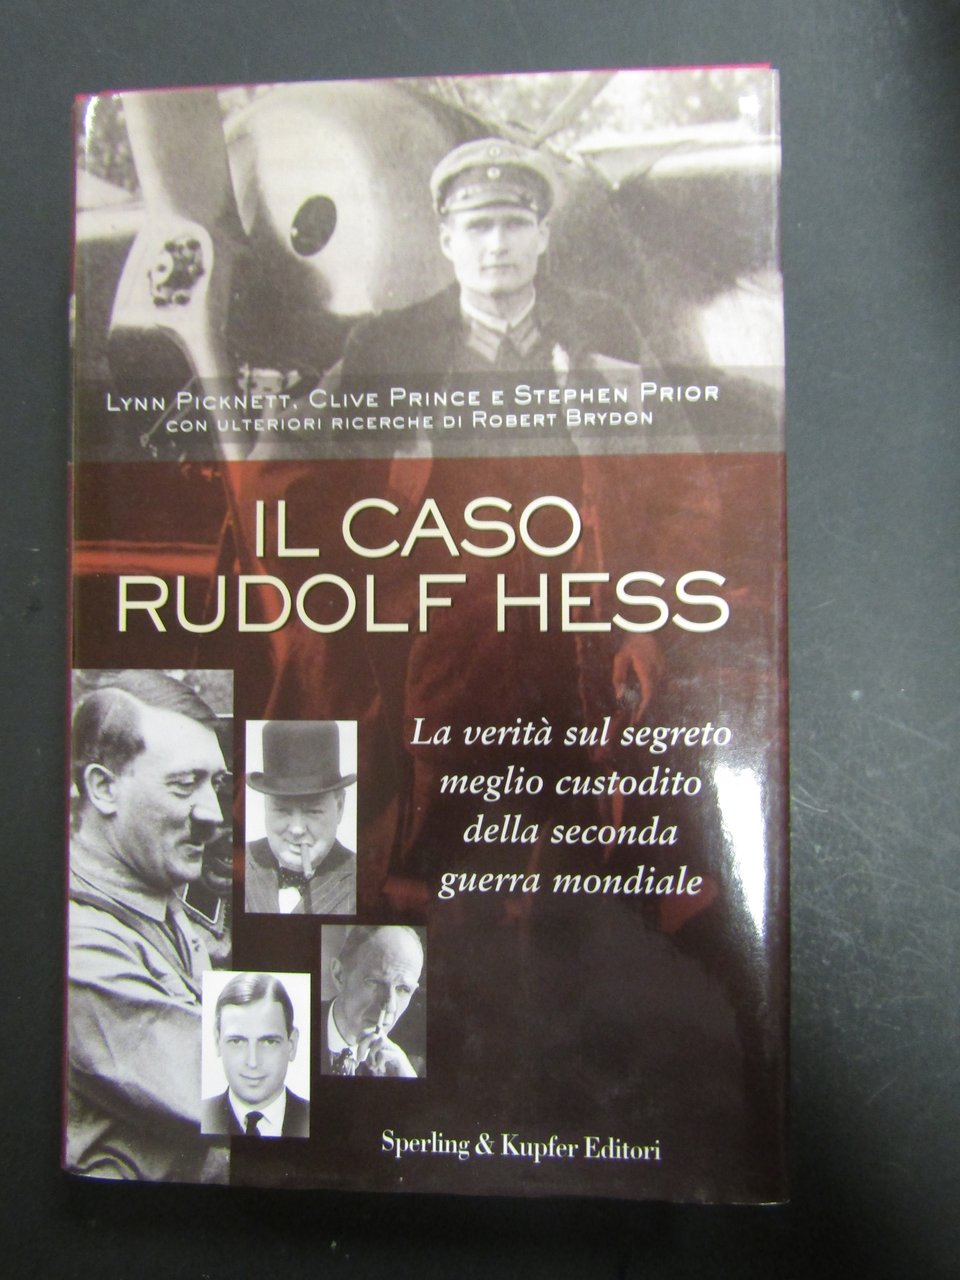 Lynn Picknett, Clive Prince e Stephen Prior
con ulteriori ricerche di Robert Brydon
IL CASO
RUDOLF HESS
La verità sul segreto
meglio custodito
della seconda
guerra mondiale
Sperling & Kupfer Editori